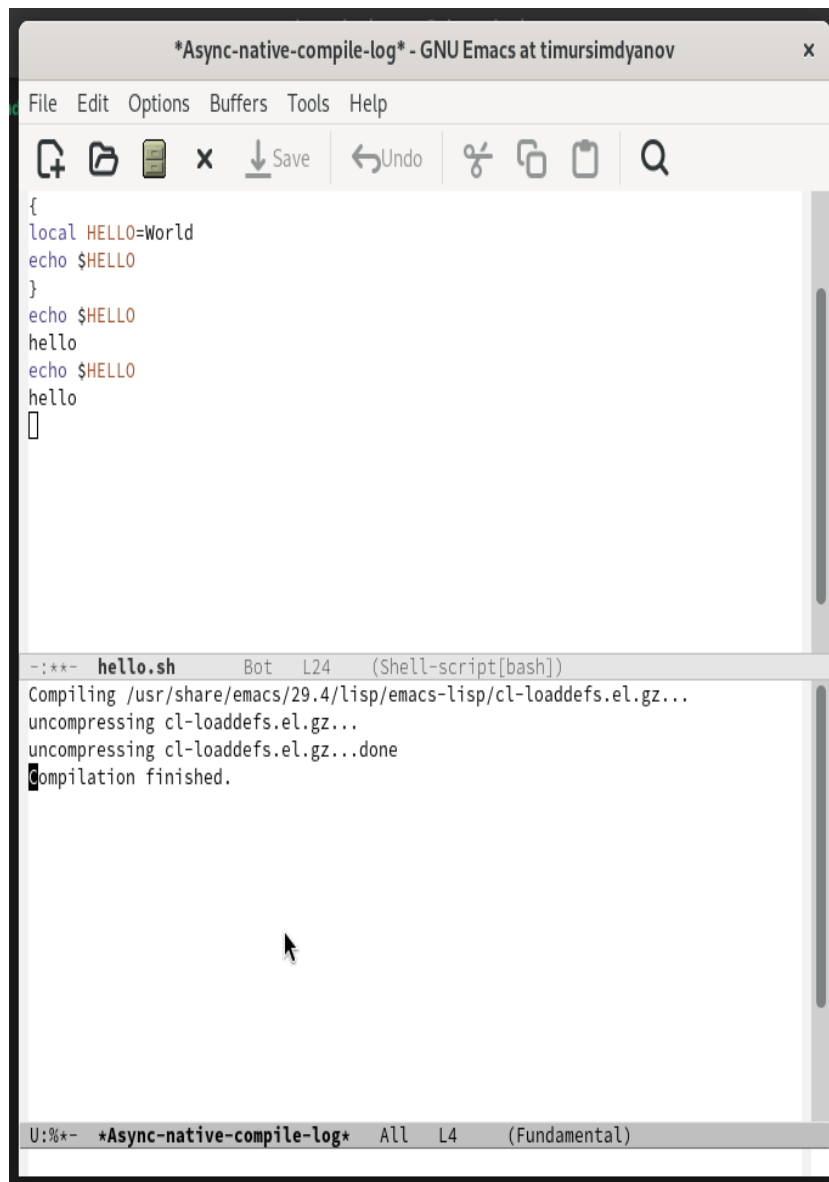 *Async-native-compile-log* - GNU Emacs at timursimdyanov
File Edit Options Buffers Tools Help
Save Undo
{
local HELLO=World
echo $HELLO
}
echo $HELLO
hello
echo $HELLO
hello
-:**- hello.sh Bot L24 (Shell-script[bash])
Compiling /usr/share/emacs/29.4/lisp/emacs-lisp/cl-loaddefs.el.gz...
uncompressing cl-loaddefs.el.gz...
uncompressing cl-loaddefs.el.gz...done
Compilation finished.
U:%*- *Async-native-compile-log* All L4 (Fundamental)